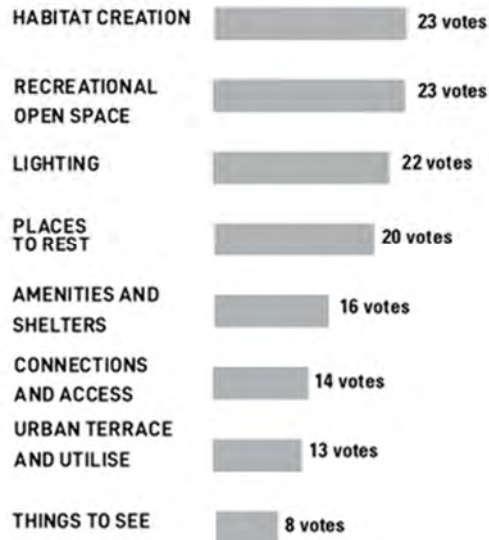 HABITAT CREATION 23 votes
RECREATIONAL
OPEN SPACE 23 votes
LIGHTING 22 votes
PLACES
TO REST 20 votes
AMENITIES AND
SHELTERS 16 votes
CONNECTIONS
AND ACCESS 14 votes
URBAN TERRACE
AND UTILISE 13 votes
THINGS TO SEE 8 votes